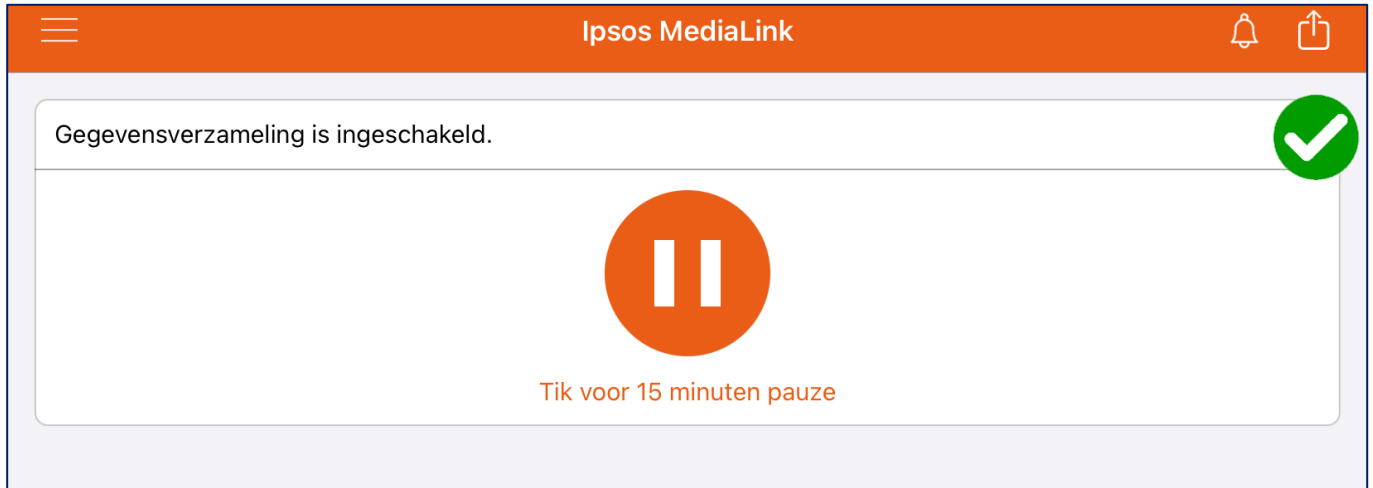 Ipsos MediaLink
Gegevensverzameling is ingeschakeld.
Tik voor 15 minuten pauze